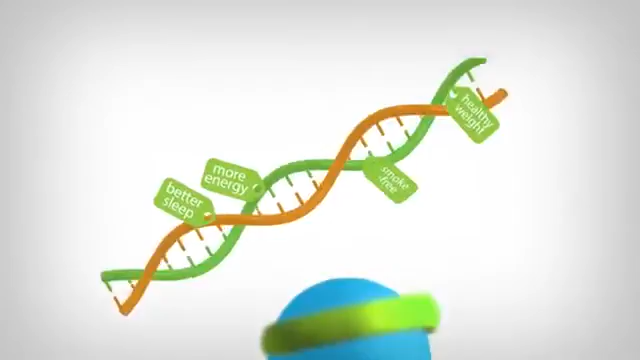 better
sleep
more
energy
smoke
-free
healthy
weight